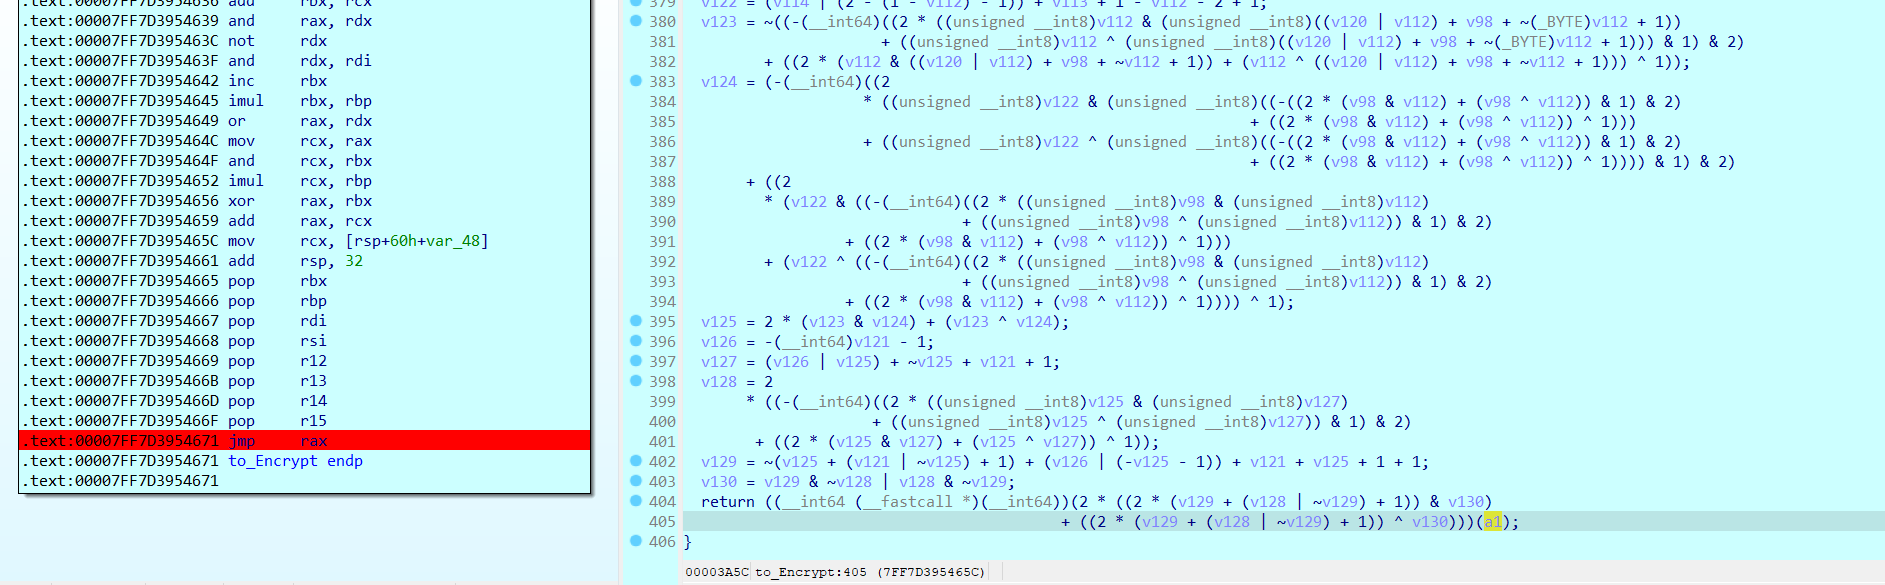 .text:00007FF7D3954636 add     rbx, rcx
.text:00007FF7D3954639 and     rax, rdx
.text:00007FF7D395463C not     rdx
.text:00007FF7D395463F and     rdx, rdi
.text:00007FF7D3954642 inc     rbx
.text:00007FF7D3954645 imul    rbx, rbp
.text:00007FF7D3954649 or      rax, rdx
.text:00007FF7D395464C mov     rcx, rax
.text:00007FF7D395464F and     rcx, rbx
.text:00007FF7D3954652 imul    rcx, rbp
.text:00007FF7D3954656 xor     rax, rbx
.text:00007FF7D3954659 add     rax, rcx
.text:00007FF7D395465C mov     rcx, [rsp+60h+var_48]
.text:00007FF7D3954661 add     rsp, 32
.text:00007FF7D3954665 pop     rbx
.text:00007FF7D3954666 pop     rbp
.text:00007FF7D3954667 pop     rdi
.text:00007FF7D3954668 pop     rsi
.text:00007FF7D3954669 pop     r12
.text:00007FF7D395466B pop     r13
.text:00007FF7D395466D pop     r14
.text:00007FF7D395466F pop     r15
.text:00007FF7D3954671 jmp     rax
.text:00007FF7D3954671 to_Encrypt endp
.text:00007FF7D3954671
379 v122 = (v114 | (2 - (1 - v112) - 1)) + v113 + 1 - v112 - 2 + 1;
380 v123 = ~((-(__int64)((2 * ((unsigned __int8)v112 & (unsigned __int8)((v120 | v112) + v98 + ~(_BYTE)v112 + 1))
381 + ((unsigned __int8)v112 ^ (unsigned __int8)((v120 | v112) + v98 + ~(_BYTE)v112 + 1))) & 1) & 2)
382 + ((2 * (v112 & ((v120 | v112) + v98 + ~v112 + 1)) + (v112 ^ ((v120 | v112) + v98 + ~v112 + 1))) ^ 1));
383 v124 = (-(__int64)((2
384 * ((unsigned __int8)v122 & (unsigned __int8)((-((2 * (v98 & v112) + (v98 ^ v112)) & 1) & 2)
385 + ((2 * (v98 & v112) + (v98 ^ v112)) ^ 1)))
386 + ((unsigned __int8)v122 ^ (unsigned __int8)((-((2 * (v98 & v112) + (v98 ^ v112)) & 1) & 2)
387 + ((2 * (v98 & v112) + (v98 ^ v112)) ^ 1)))) & 1) & 2)
388 + ((2
389 * (v122 & ((-(__int64)((2 * ((unsigned __int8)v98 & (unsigned __int8)v112)
390 + ((unsigned __int8)v98 ^ (unsigned __int8)v112)) & 1) & 2)
391 + ((2 * (v98 & v112) + (v98 ^ v112)) ^ 1)))
392 + (v122 ^ ((-(__int64)((2 * ((unsigned __int8)v98 & (unsigned __int8)v112)
393 + ((unsigned __int8)v98 ^ (unsigned __int8)v112)) & 1) & 2)
394 + ((2 * (v98 & v112) + (v98 ^ v112)) ^ 1)))) ^ 1);
395 v125 = 2 * (v123 & v124) + (v123 ^ v124);
396 v126 = -(__int64)v121 - 1;
397 v127 = (v126 | v125) + ~v125 + v121 + 1;
398 v128 = 2
399 * ((-(__int64)((2 * ((unsigned __int8)v125 & (unsigned __int8)v127)
400 + ((unsigned __int8)v125 ^ (unsigned __int8)v127)) & 1) & 2)
401 + ((2 * (v125 & v127) + (v125 ^ v127)) ^ 1));
402 v129 = ~(v125 + (v121 | ~v125) + 1) + (v126 | (-v125 - 1)) + v121 + v125 + 1 + 1;
403 v130 = v129 & ~v128 | v128 & ~v129;
404 return ((__int64 (__fastcall *)(__int64))(2 * ((2 * (v129 + (v128 | ~v129) + 1)) & v130)
405 + ((2 * (v129 + (v128 | ~v129) + 1)) ^ v130)))(a1);
406 }
00003A5C to_Encrypt:405 (7FF7D395465C)